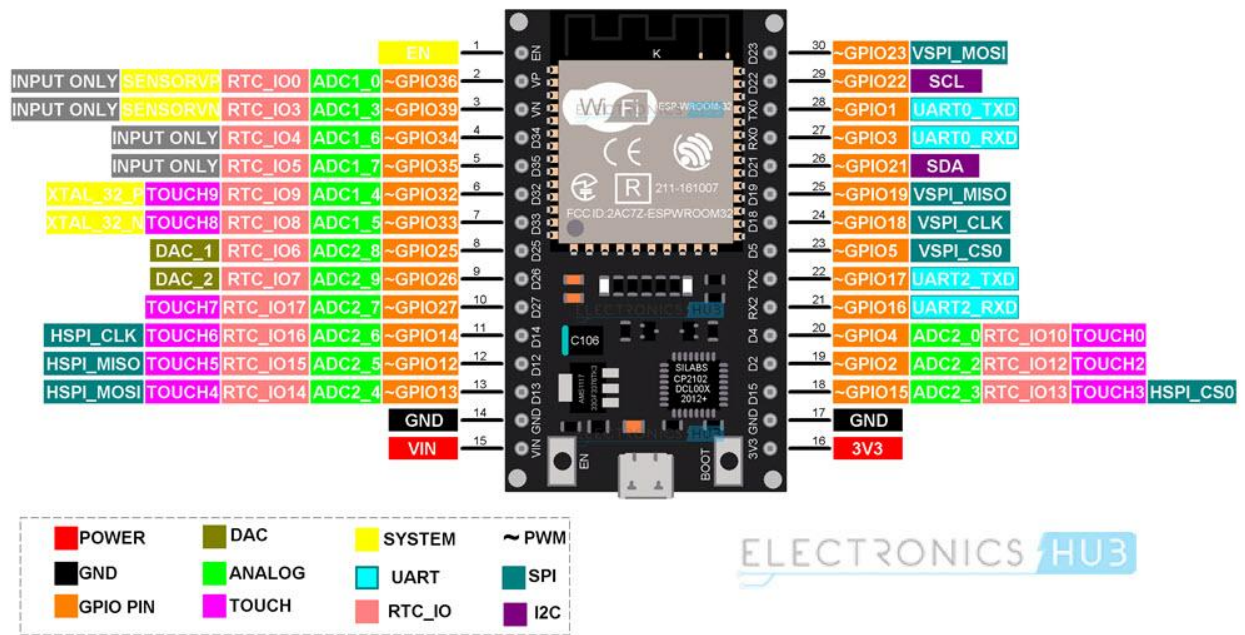 EN 1 EN
INPUT ONLY SENSORVP RTC_IO0 ADC1_0 ~GPIO36 2 VP
INPUT ONLY SENSORVN RTC_IO3 ADC1_3 ~GPIO39 3 VN
INPUT ONLY RTC_IO4 ADC1_6 ~GPIO34 4 D34
INPUT ONLY RTC_IO5 ADC1_7 ~GPIO35 5 D35
XTAL_32_P TOUCH9 RTC_IO9 ADC1_4 ~GPIO32 6 D32
XTAL_32_N TOUCH8 RTC_IO8 ADC1_5 ~GPIO33 7 D33
DAC_1 RTC_IO6 ADC2_8 ~GPIO25 8 D25
DAC_2 RTC_IO7 ADC2_9 ~GPIO26 9 D26
TOUCH7 RTC_IO17 ADC2_7 ~GPIO27 10 D27
HSPI_CLK TOUCH6 RTC_IO16 ADC2_6 ~GPIO14 11 D14
HSPI_MISO TOUCH5 RTC_IO15 ADC2_5 ~GPIO12 12 D12
HSPI_MOSI TOUCH4 RTC_IO14 ADC2_4 ~GPIO13 13 D13
GND 14 GND
VIN 15 VIN
K
Wi Fi ESP-WROOM-32
ELECTRONICS HUB
CE
R 211-161007
FCC ID:2AC7Z-ESPWROOM32
ELECTRONICS HUB
C106
AMS1117
SILABS
CP2102
DCL00X
2012+
ELECTRONICS HUB
EN
BOOT
D23 30 ~GPIO23 VSPI_MOSI
D22 29 ~GPIO22 SCL
TX0 28 ~GPIO1 UART0_TXD
RX0 27 ~GPIO3 UART0_RXD
D21 26 ~GPIO21 SDA
D19 25 ~GPIO19 VSPI_MISO
D18 24 ~GPIO18 VSPI_CLK
D5 23 ~GPIO5 VSPI_CS0
TX2 22 ~GPIO17 UART2_TXD
RX2 21 ~GPIO16 UART2_RXD
D4 20 ~GPIO4 ADC2_0 RTC_IO10 TOUCH0
D2 19 ~GPIO2 ADC2_2 RTC_IO12 TOUCH2
D15 18 ~GPIO15 ADC2_3 RTC_IO13 TOUCH3 HSPI_CS0
GND 17 GND
3V3 16 3V3
POWER DAC SYSTEM ~ PWM
GND ANALOG UART SPI
GPIO PIN TOUCH RTC_IO I2C
ELECTRONICS HUB